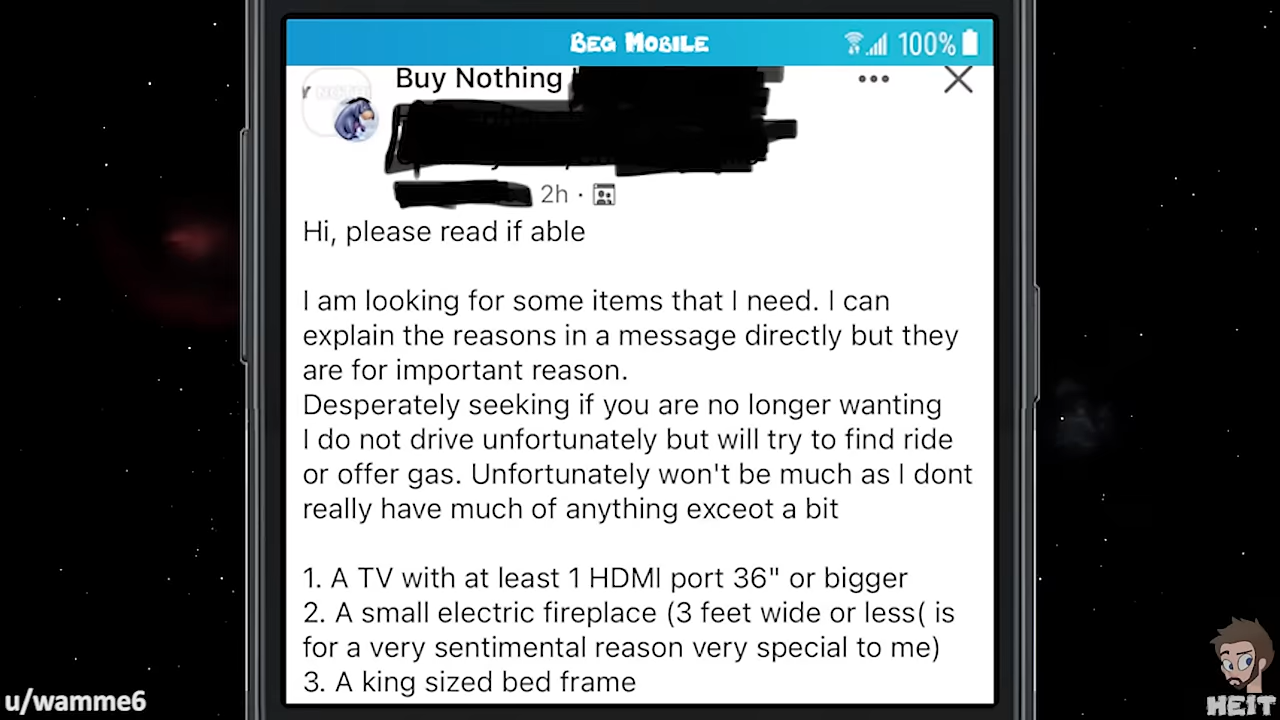 BEG MOBILE
100%
Buy Nothing
2h ·
Hi, please read if able
I am looking for some items that I need. I can
explain the reasons in a message directly but they
are for important reason.
Desperately seeking if you are no longer wanting
I do not drive unfortunately but will try to find ride
or offer gas. Unfortunately won't be much as I dont
really have much of anything exceot a bit
1. A TV with at least 1 HDMI port 36" or bigger
2. A small electric fireplace (3 feet wide or less( is
for a very sentimental reason very special to me)
3. A king sized bed frame
u/wamme6
HEIT